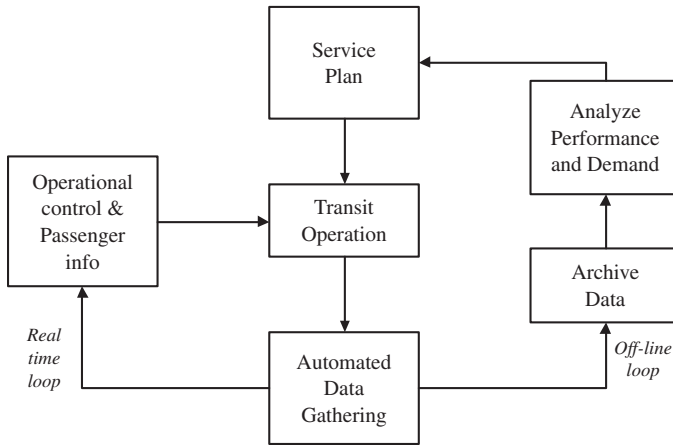 Service
Plan
Analyze
Performance
and Demand
Operational
control &
Passenger
info
Transit
Operation
Archive
Data
Real
time
loop
Automated
Data
Gathering
Off-line
loop